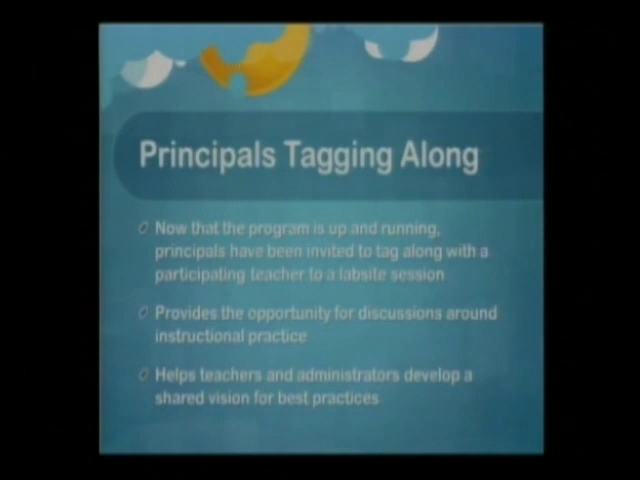 Principals Tagging Along
Now that the program is up and running,
principals have been invited to tag along with a
participating teacher to a labsite session
Provides the opportunity for discussions around
instructional practice
Helps teachers and administrators develop a
shared vision for best practices